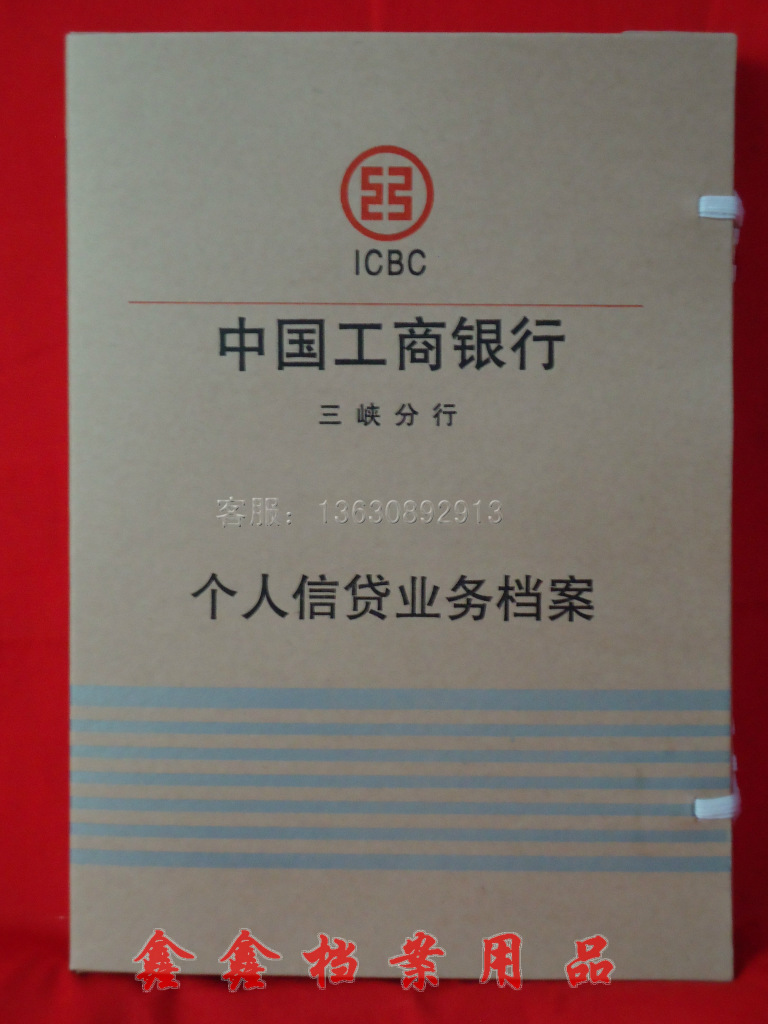 ICBC
中国工商银行
三峡分行
客服：13630892913
个人信贷业务档案
鑫鑫档案用品